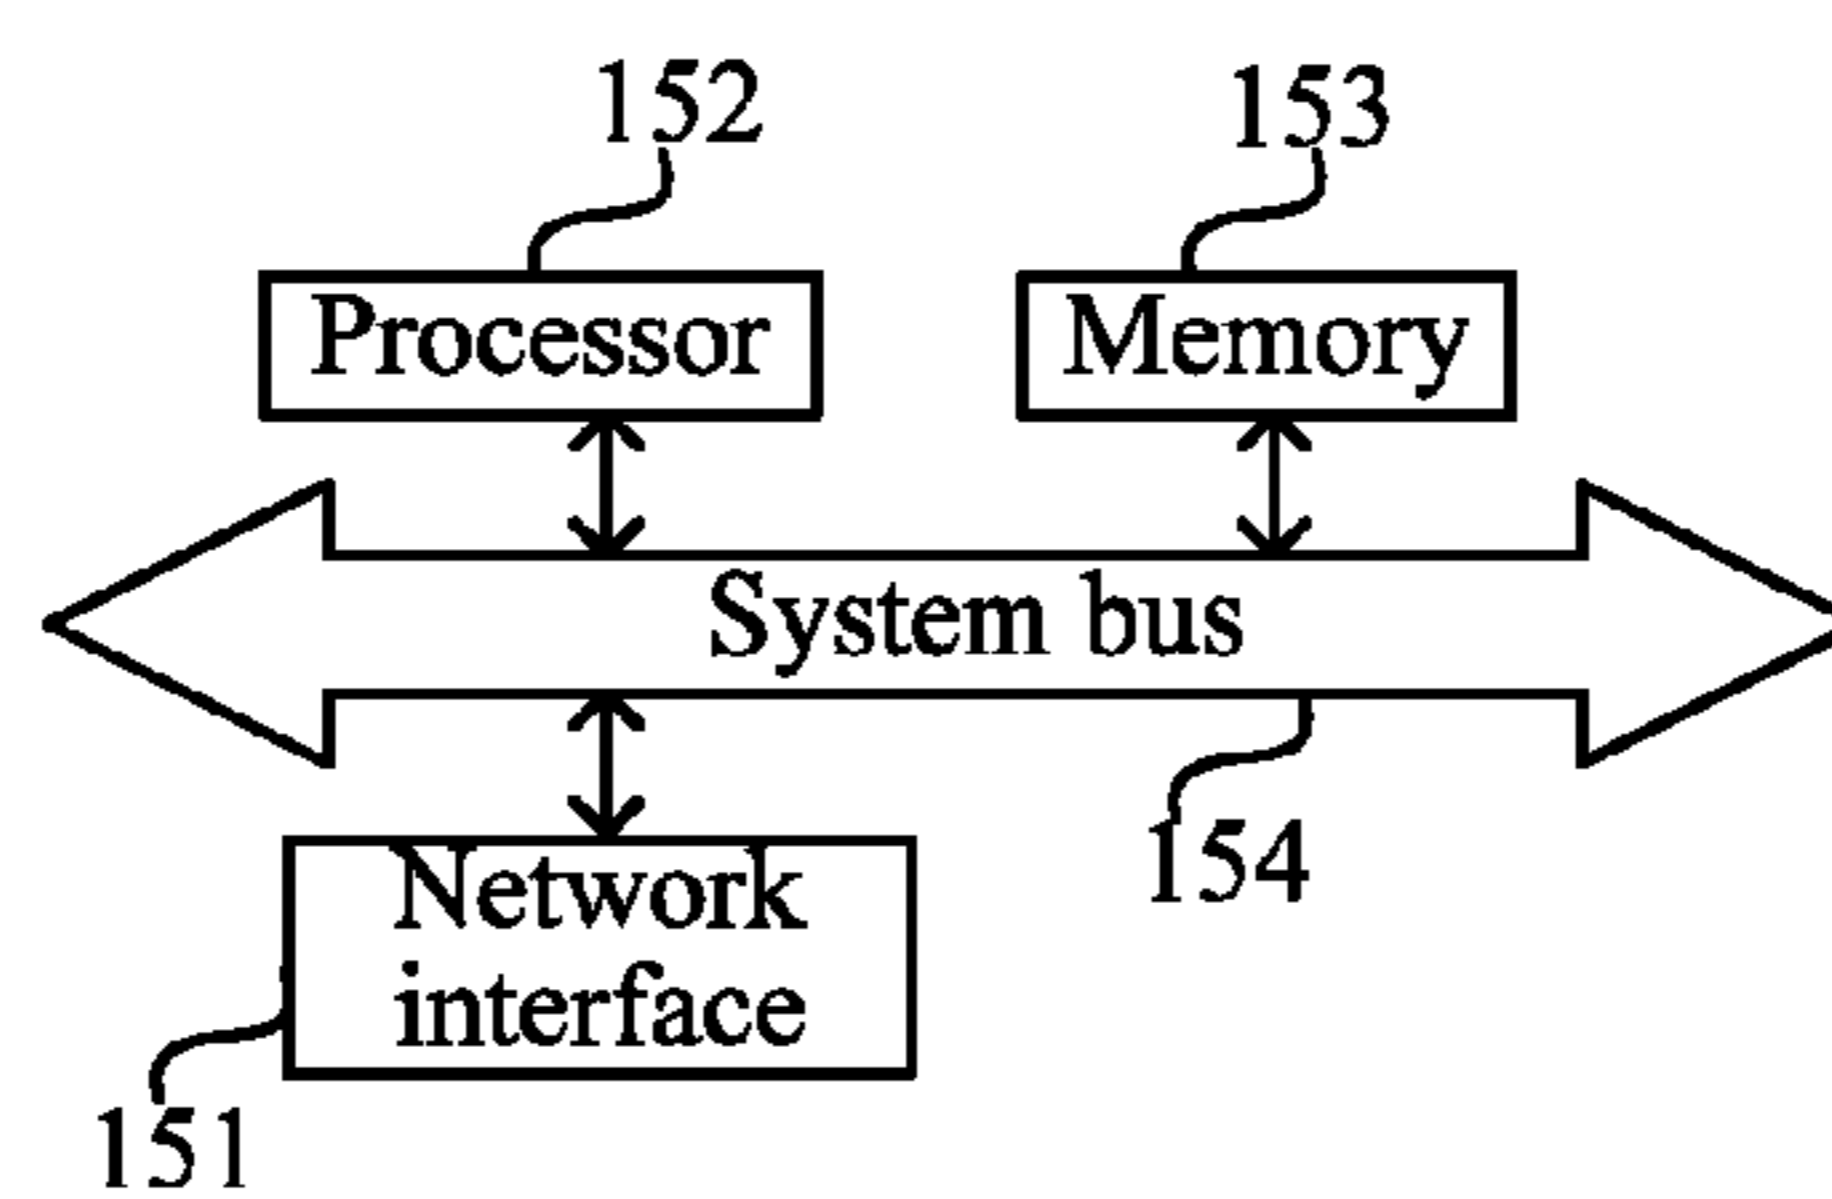 152
153
Processor
Memory
System bus
154
Network
interface
151